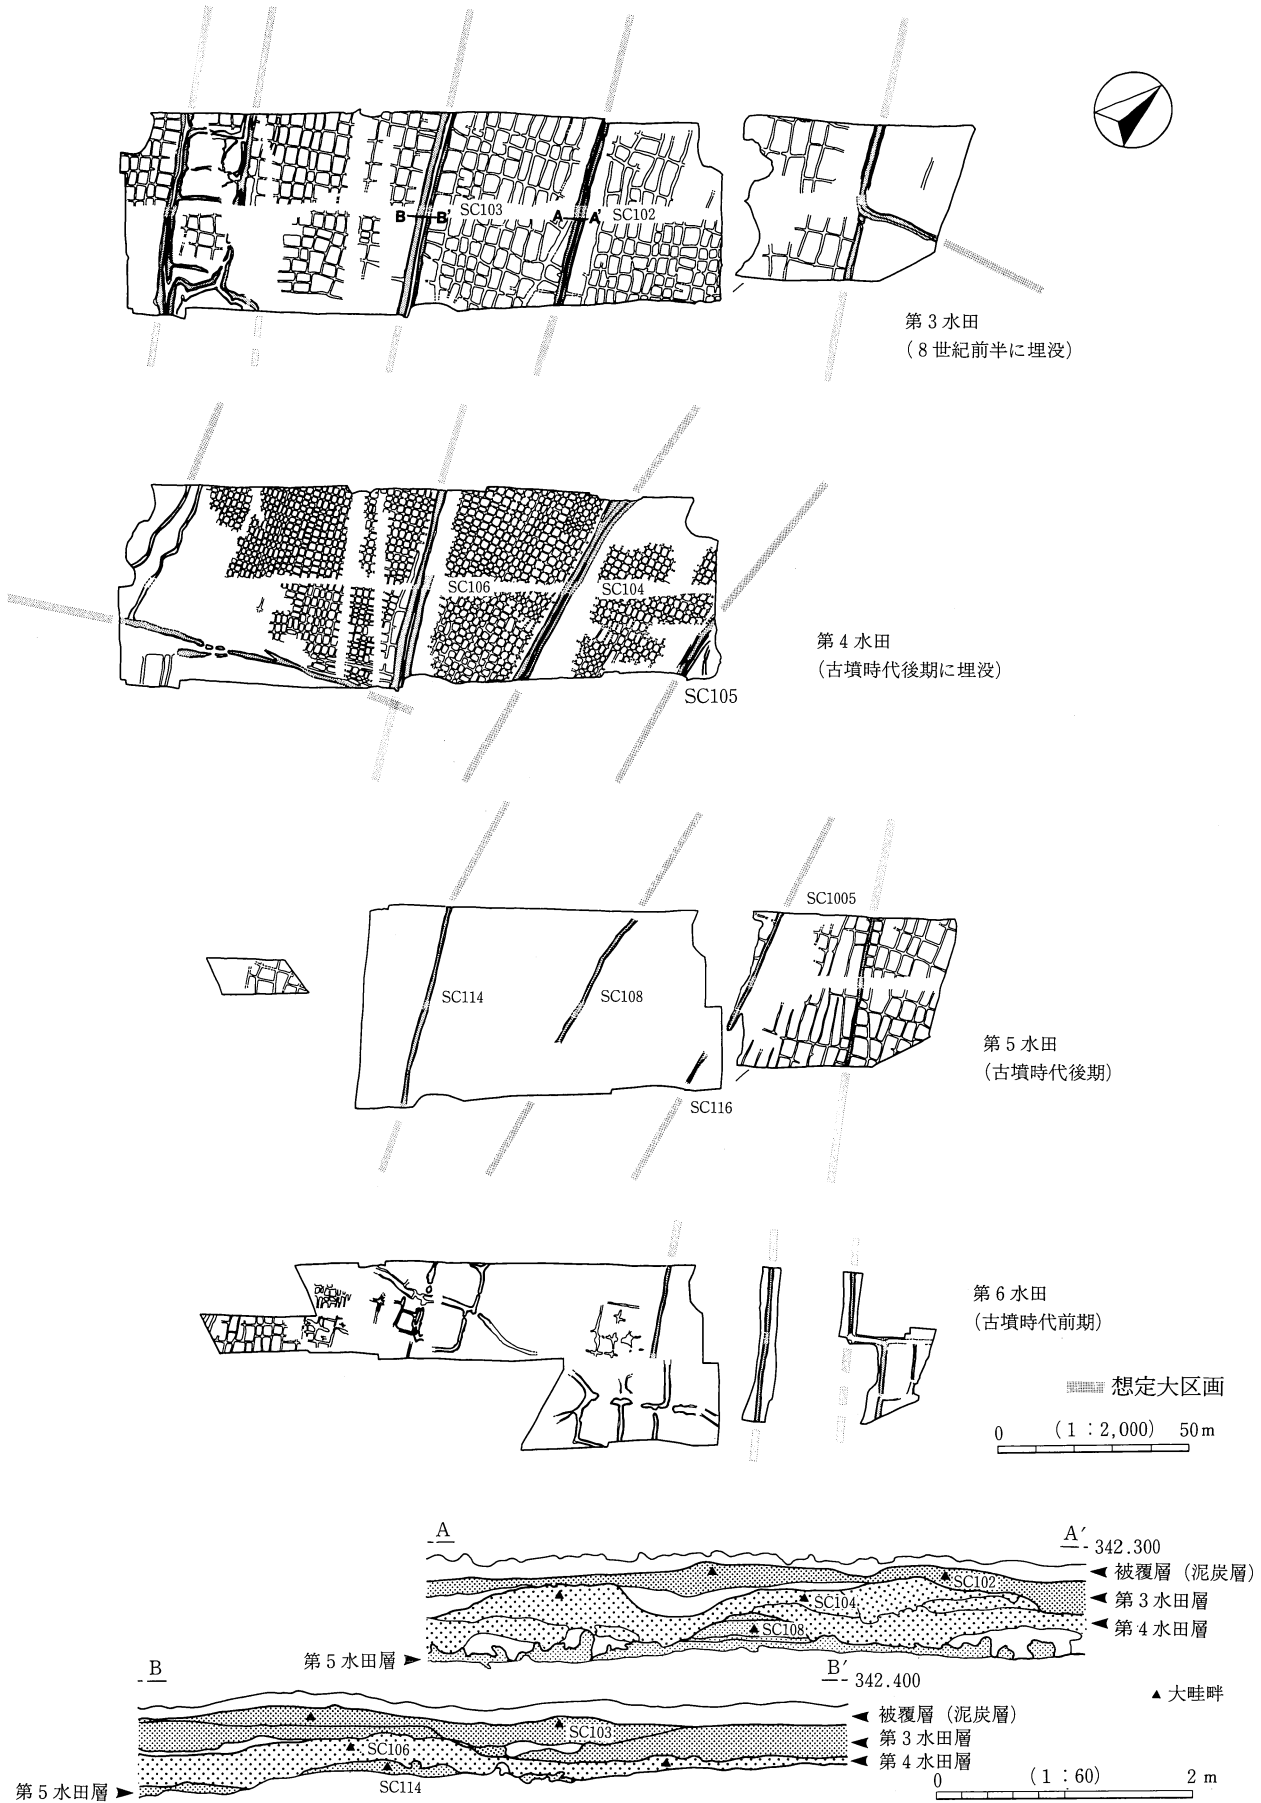 B B′ SC103 A A′ SC102
第3水田
(8世紀前半に埋没)
SC106 SC104
第4水田
(古墳時代後期に埋没)
SC105
SC1005
SC114 SC108
第5水田
(古墳時代後期)
SC116
第6水田
(古墳時代前期)
想定大区画
0 (1:2,000) 50m
A A′ 342.300
被覆層(泥炭層)
SC102
第3水田層
SC104
第4水田層
SC108
第5水田層
B B′ 342.400
▲大畦畔
被覆層(泥炭層)
SC103
第3水田層
SC106
第4水田層
SC114
第5水田層
0 (1:60) 2m